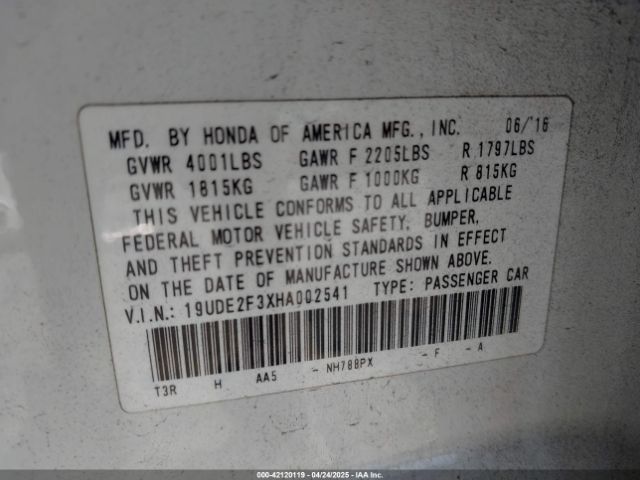 MFD. BY HONDA OF AMERICA MFG., INC. 06/'16
GVWR 4001LBS GAWR F 2205LBS R 1797LBS
GVWR 1815KG GAWR F 1000KG R 815KG
THIS VEHICLE CONFORMS TO ALL APPLICABLE
FEDERAL MOTOR VEHICLE SAFETY, BUMPER,
AND THEFT PREVENTION STANDARDS IN EFFECT
ON THE DATE OF MANUFACTURE SHOWN ABOVE.
V.I.N.: 19UDE2F3XHA002541 TYPE: PASSENGER CAR
T3R H AA5 - NH788PX - F - A
000-42120119 - 04/24/2025 - IAAI.com